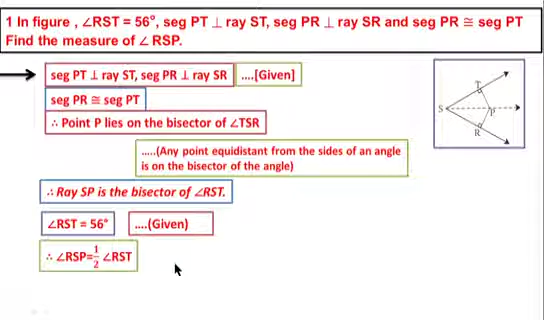 1 In figure , ∠RST = 56°, seg PT ⊥ ray ST, seg PR ⊥ ray SR and seg PR ≅ seg PT
Find the measure of ∠ RSP.
seg PT ⊥ ray ST, seg PR ⊥ ray SR ....[Given]
seg PR ≅ seg PT
∴ Point P lies on the bisector of ∠TSR
.....(Any point equidistant from the sides of an angle
is on the bisector of the angle)
∴ Ray SP is the bisector of ∠RST.
∠RST = 56° ....(Given)
∴ ∠RSP=1/2 ∠RST
T
S
P
R